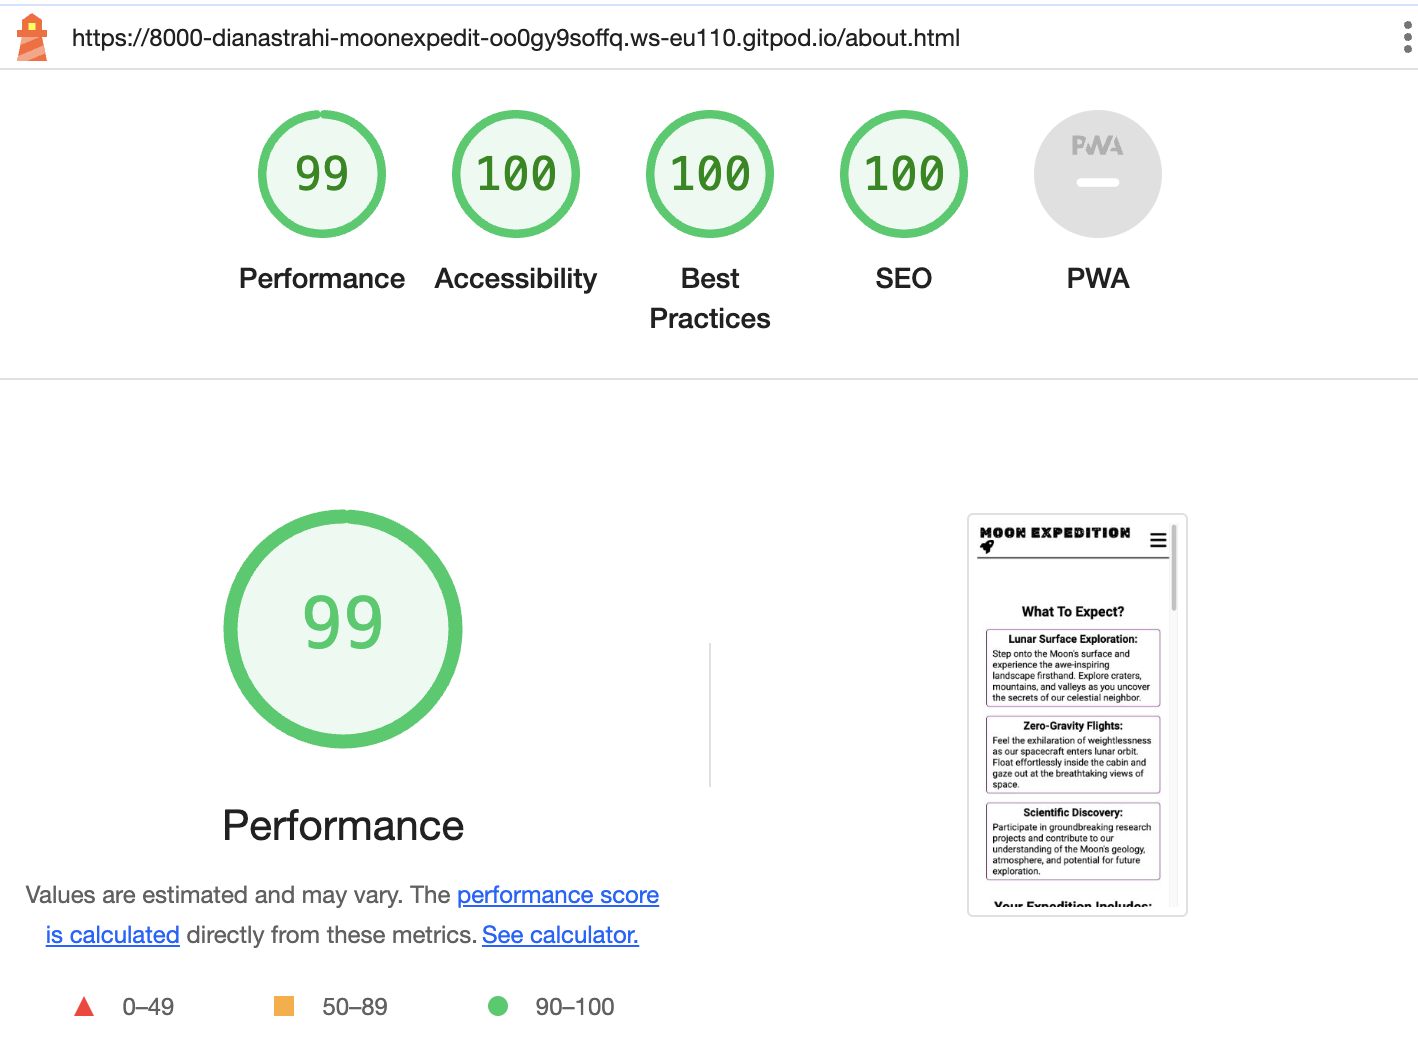 https://8000-dianastrahi-moonexpedit-oo0gy9soffq.ws-eu110.gitpod.io/about.html
99
100
100
100
PWA
Performance
Accessibility
Best
Practices
SEO
PWA
99
Performance
Values are estimated and may vary. The performance score
is calculated directly from these metrics. See calculator.
0–49
50–89
90–100
MOON EXPEDITION
What To Expect?
Lunar Surface Exploration:
Step onto the Moon's surface and
experience the awe-inspiring
landscape firsthand. Explore craters,
mountains, and valleys as you uncover
the secrets of our celestial neighbor.
Zero-Gravity Flights:
Feel the exhilaration of weightlessness
as our spacecraft enters lunar orbit.
Float effortlessly inside the cabin and
gaze out at the breathtaking views of
space.
Scientific Discovery:
Participate in groundbreaking research
projects and contribute to our
understanding of the Moon's geology,
atmosphere, and potential for future
exploration.
Your Expedition Includes: